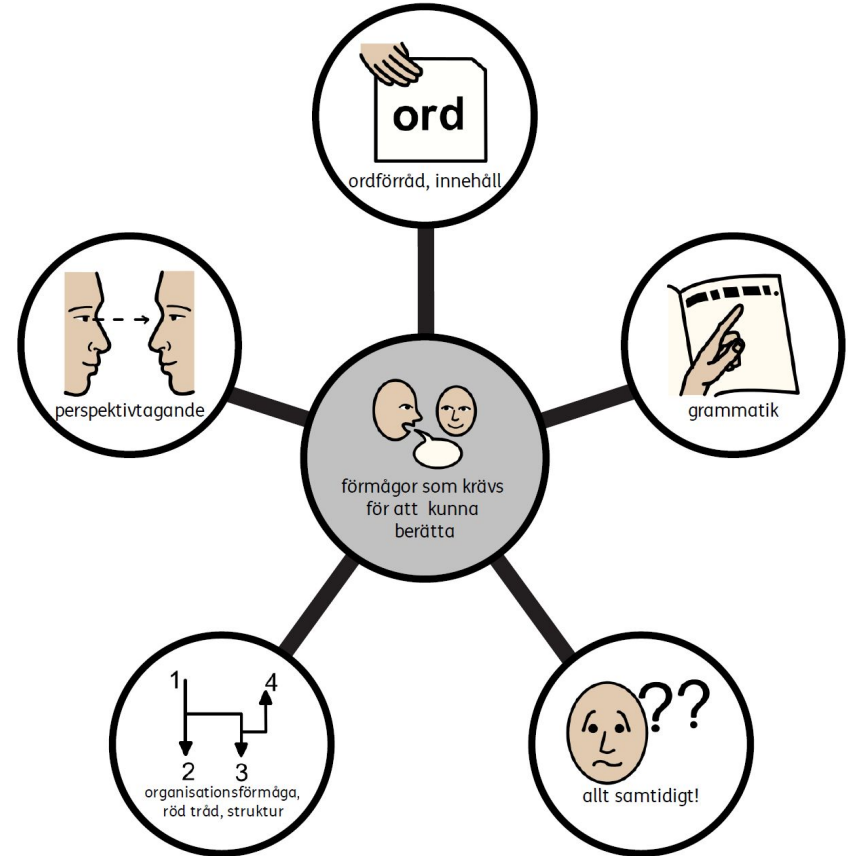 ord
ordförråd, innehåll
perspektivtagande
grammatik
förmågor som krävs
för att kunna
berätta
1
4
2
3
organisationsförmåga,
röd tråd, struktur
??
allt samtidigt!